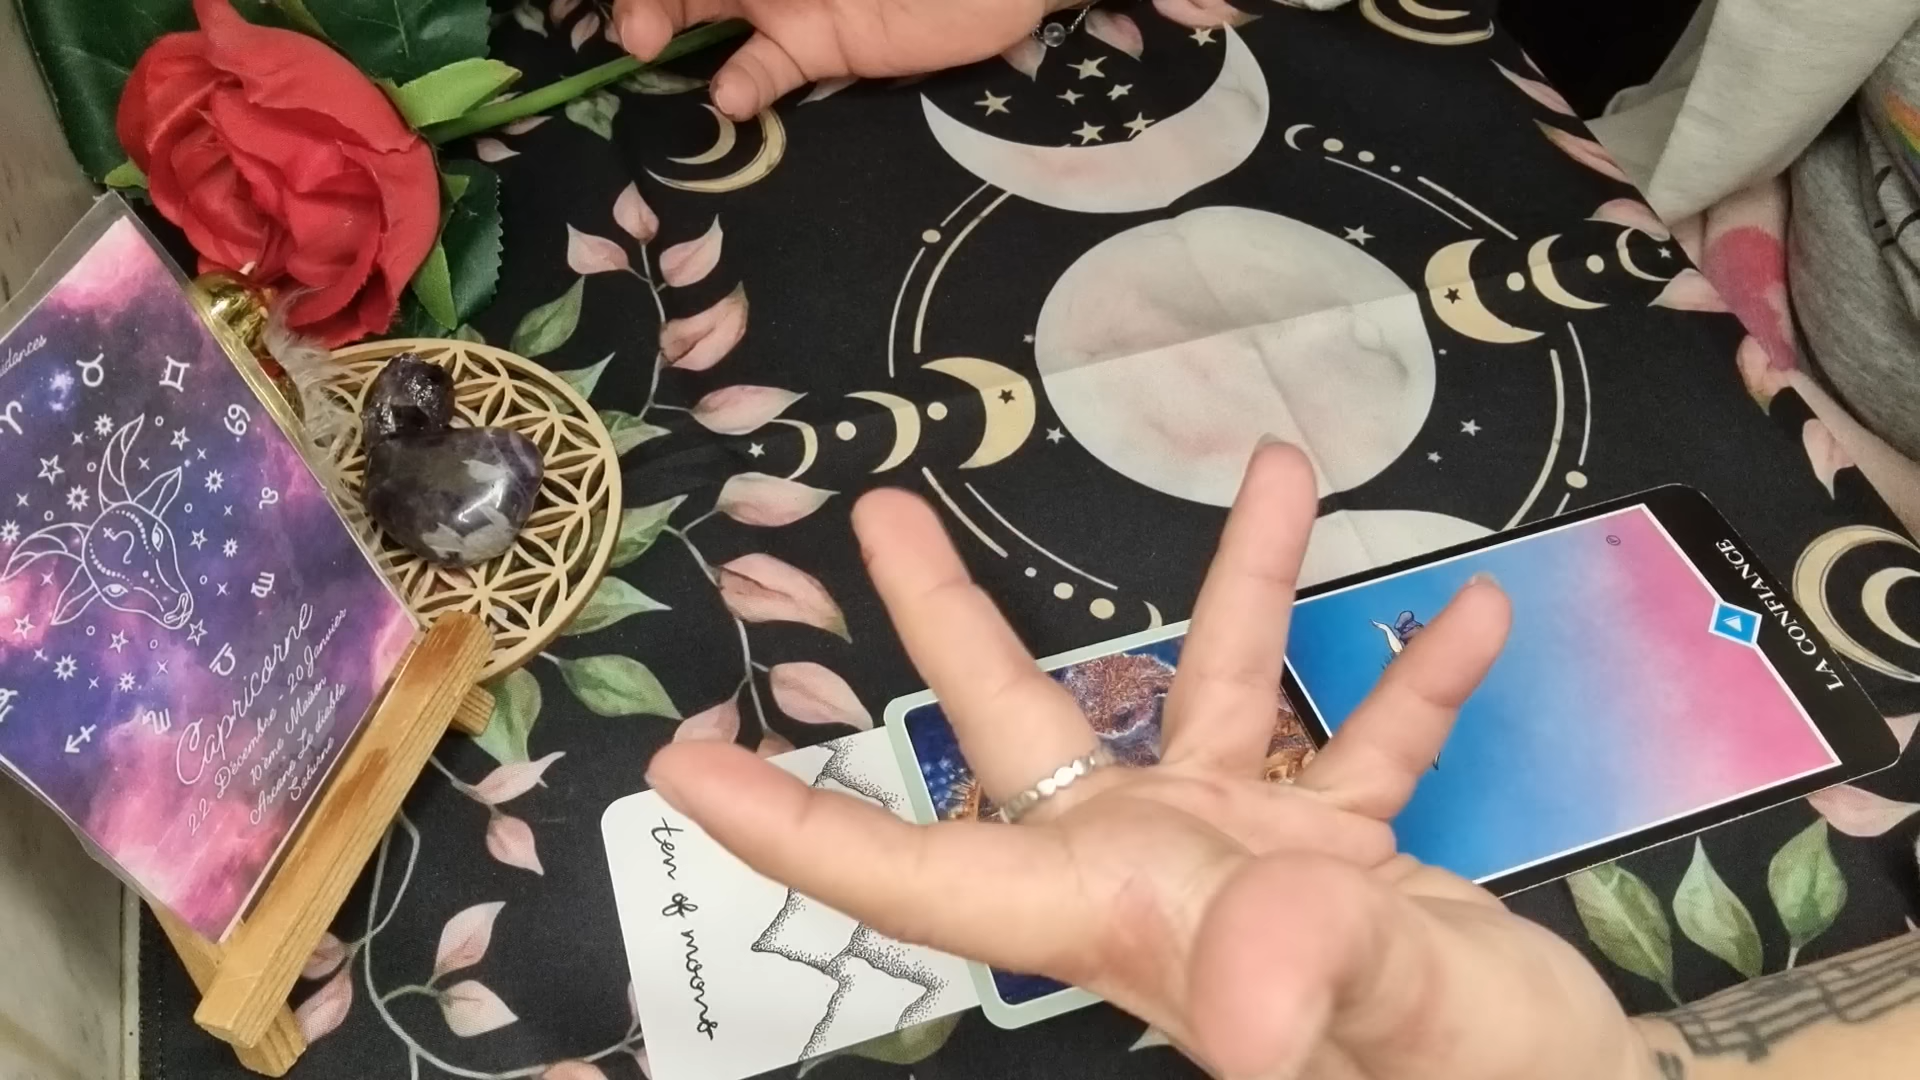 Capricorne
22 Décembre - 20 Janvier
10ème Maison
Arcane Le diable
Saturne
ten of moons
LA CONFIANCE